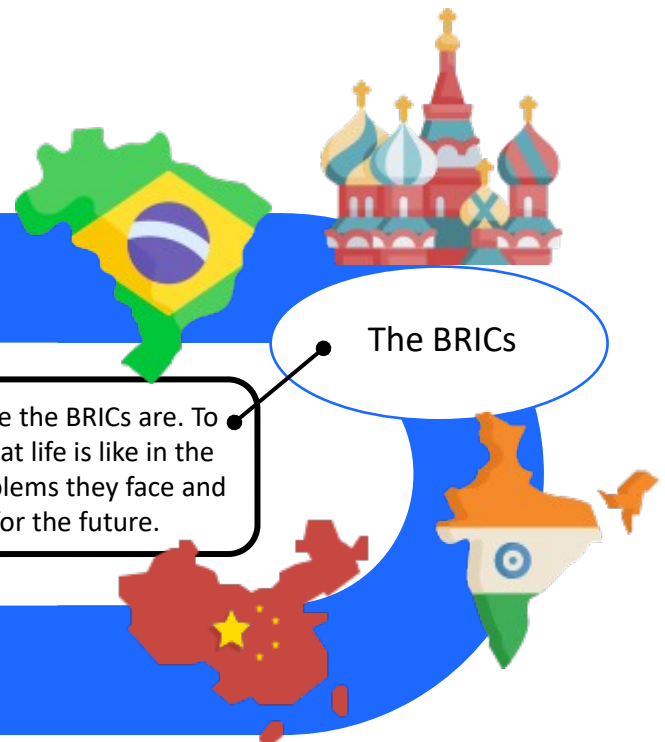 The BRICs
e the BRICs are. To
at life is like in the
blems they face and
for the future.